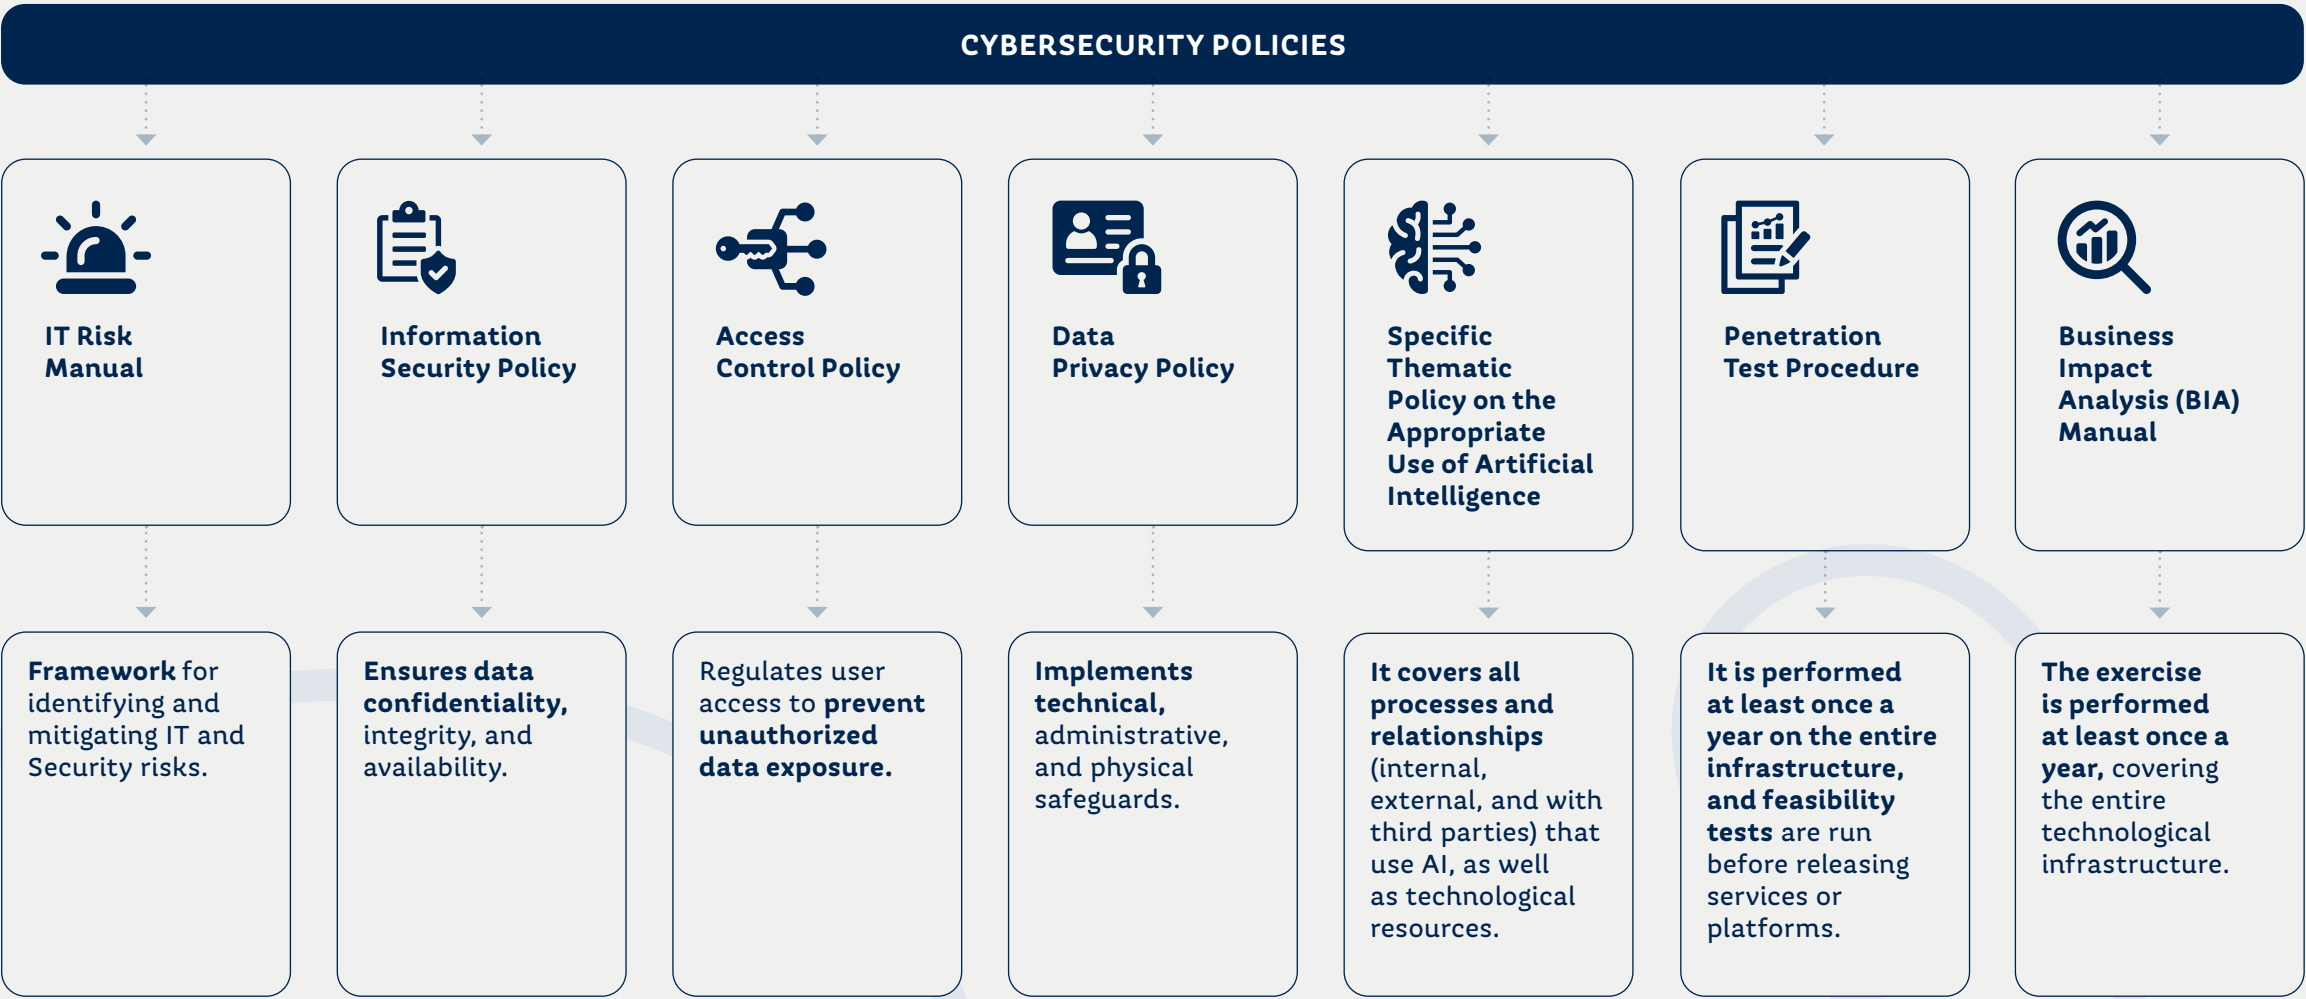 CYBERSECURITY POLICIES
IT Risk
Manual
Information
Security Policy
Access
Control Policy
Data
Privacy Policy
Specific
Thematic
Policy on the
Appropriate
Use of Artificial
Intelligence
Penetration
Test Procedure
Business
Impact
Analysis (BIA)
Manual
Framework for
identifying and
mitigating IT and
Security risks.
Ensures data
confidentiality,
integrity, and
availability.
Regulates user
access to prevent
unauthorized
data exposure.
Implements
technical,
administrative,
and physical
safeguards.
It covers all
processes and
relationships
(internal,
external, and with
third parties) that
use AI, as well
as technological
resources.
It is performed
at least once a
year on the entire
infrastructure,
and feasibility
tests are run
before releasing
services or
platforms.
The exercise
is performed
at least once a
year, covering
the entire
technological
infrastructure.